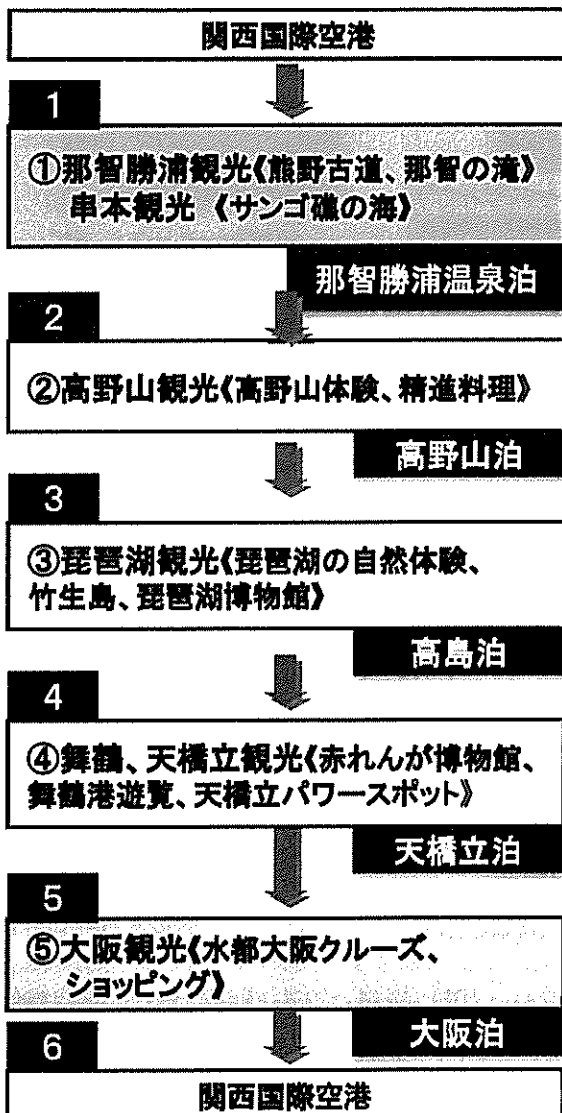 関西国際空港
1
①那智勝浦観光《熊野古道、那智の滝》
串本観光 《サンゴ礁の海》
那智勝浦温泉泊
2
②高野山観光《高野山体験、精進料理》
高野山泊
3
③琵琶湖観光《琵琶湖の自然体験、
竹生島、琵琶湖博物館》
高島泊
4
④舞鶴、天橋立観光《赤れんが博物館、
舞鶴港遊覧、天橋立パワースポット》
天橋立泊
5
⑤大阪観光《水都大阪クルーズ、
ショッピング》
大阪泊
6
関西国際空港